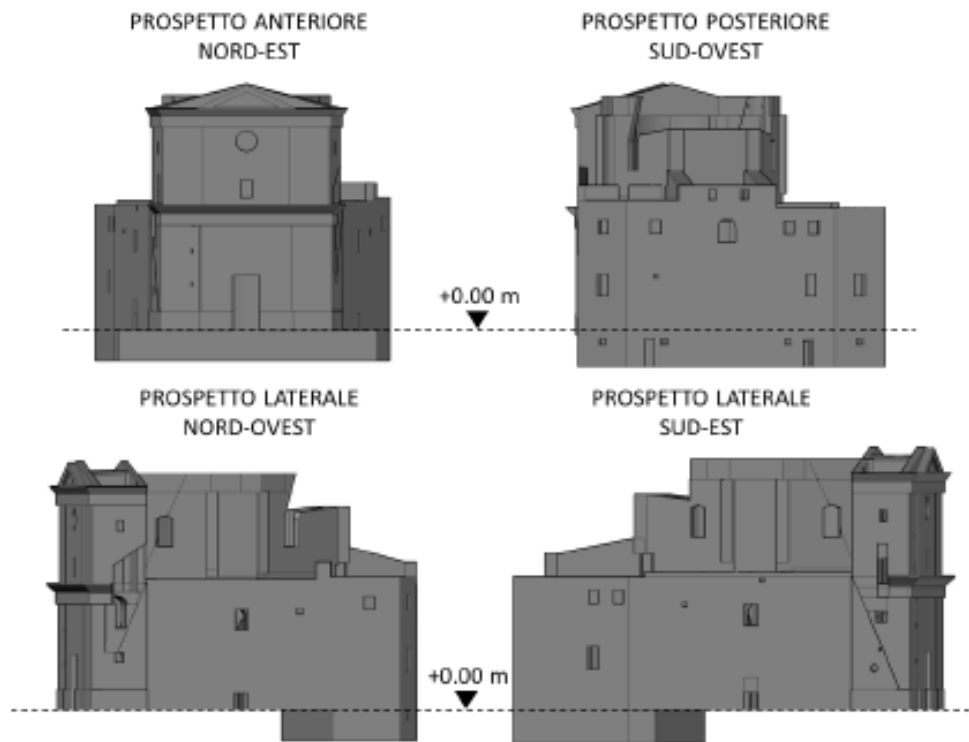 PROSPETTO ANTERIORE
NORD-EST
PROSPETTO POSTERIORE
SUD-OVEST
+0.00 m
PROSPETTO LATERALE
NORD-OVEST
PROSPETTO LATERALE
SUD-EST
+0.00 m